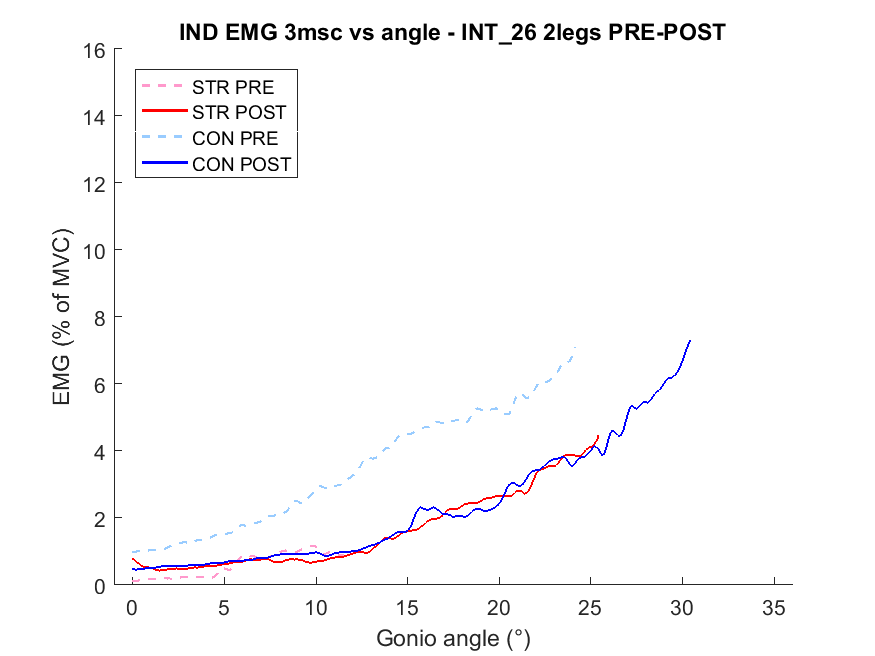 IND EMG 3msc vs angle - INT_26 2legs PRE-POST
16
14
12
10
8
6
4
2
0
EMG (% of MVC)
STR PRE
STR POST
CON PRE
CON POST
0 5 10 15 20 25 30 35
Gonio angle (°)